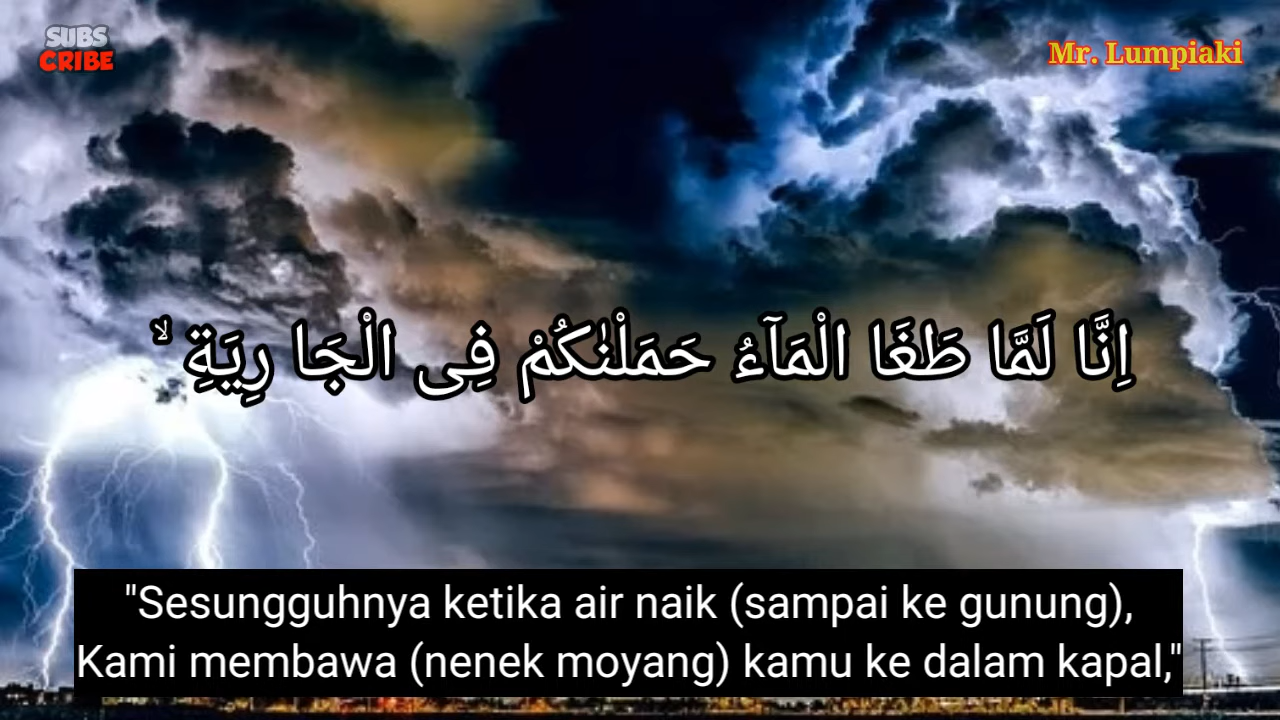 SUBS
CRIBE
Mr. Lumpiaki
اِنَّا لَمَّا طَغَا الْمَآءُ حَمَلْنٰكُمْ فِى الْجَا رِيَةِ ۙ
"Sesungguhnya ketika air naik (sampai ke gunung),
Kami membawa (nenek moyang) kamu ke dalam kapal,"